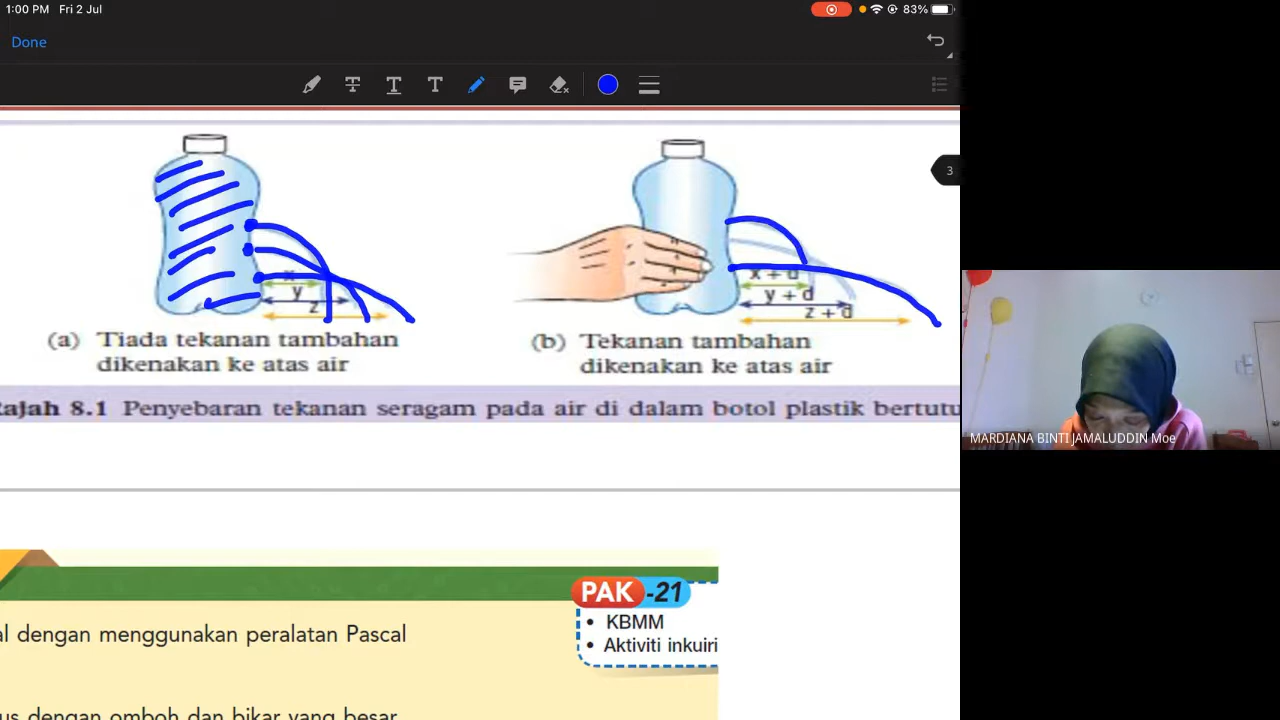 1:00 PM Fri 2 Jul
83%
Done
3
x
y
z
x + d
y + d
z + d
(a) Tiada tekanan tambahan
dikenakan ke atas air
(b) Tekanan tambahan
dikenakan ke atas air
Rajah 8.1 Penyebaran tekanan seragam pada air di dalam botol plastik bertutu
MARDIANA BINTI JAMALUDDIN Moe
PAK -21
• KBMM
• Aktiviti inkuiri
al dengan menggunakan peralatan Pascal
us dengan omboh dan bikar yang besar